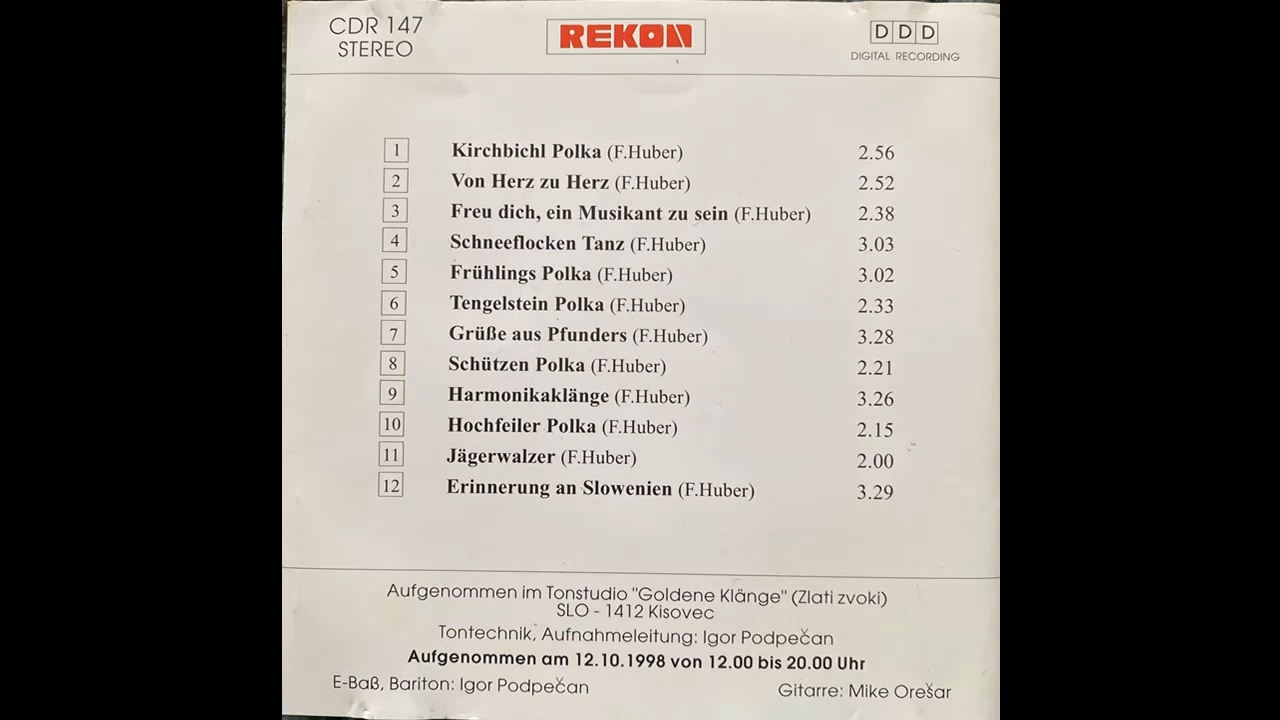 CDR 147
STEREO
REKON
DDD
DIGITAL RECORDING
1 Kirchbichl Polka (F.Huber) 2.56
2 Von Herz zu Herz (F.Huber) 2.52
3 Freu dich, ein Musikant zu sein (F.Huber) 2.38
4 Schneeflocken Tanz (F.Huber) 3.03
5 Frühlings Polka (F.Huber) 3.02
6 Tengelstein Polka (F.Huber) 2.33
7 Grüße aus Pfunders (F.Huber) 3.28
8 Schützen Polka (F.Huber) 2.21
9 Harmonikaklänge (F.Huber) 3.26
10 Hochfeiler Polka (F.Huber) 2.15
11 Jägerwalzer (F.Huber) 2.00
12 Erinnerung an Slowenien (F.Huber) 3.29
Aufgenommen im Tonstudio "Goldene Klänge" (Zlati zvoki)
SLO - 1412 Kisovec
Tontechnik, Aufnahmeleitung: Igor Podpečan
Aufgenommen am 12.10.1998 von 12.00 bis 20.00 Uhr
E-Baß, Bariton: Igor Podpečan Gitarre: Mike Orešar